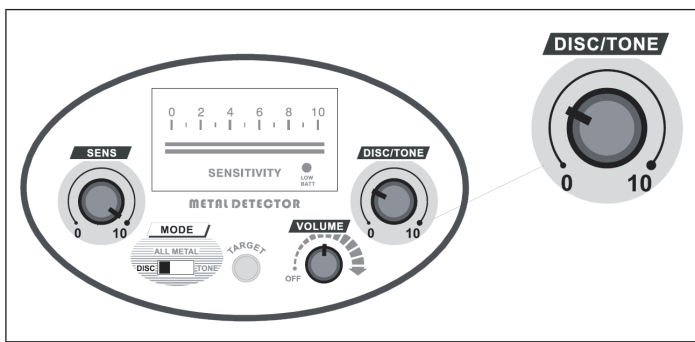 0 2 4 6 8 10
SENSITIVITY
LOW
BATT
METAL DETECTOR
SENS
0 10
DISC/TONE
0 10
MODE
ALL METAL
DISC TONE
TARGET
VOLUME
OFF
DISC/TONE
0 10